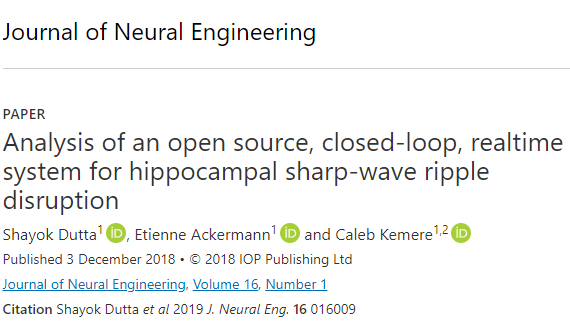 Journal of Neural Engineering
PAPER
Analysis of an open source, closed-loop, realtime
system for hippocampal sharp-wave ripple
disruption
Shayok Dutta1 iD, Etienne Ackermann1 iD and Caleb Kemere1,2 iD
Published 3 December 2018 • © 2018 IOP Publishing Ltd
Journal of Neural Engineering, Volume 16, Number 1
Citation Shayok Dutta et al 2019 J. Neural Eng. 16 016009